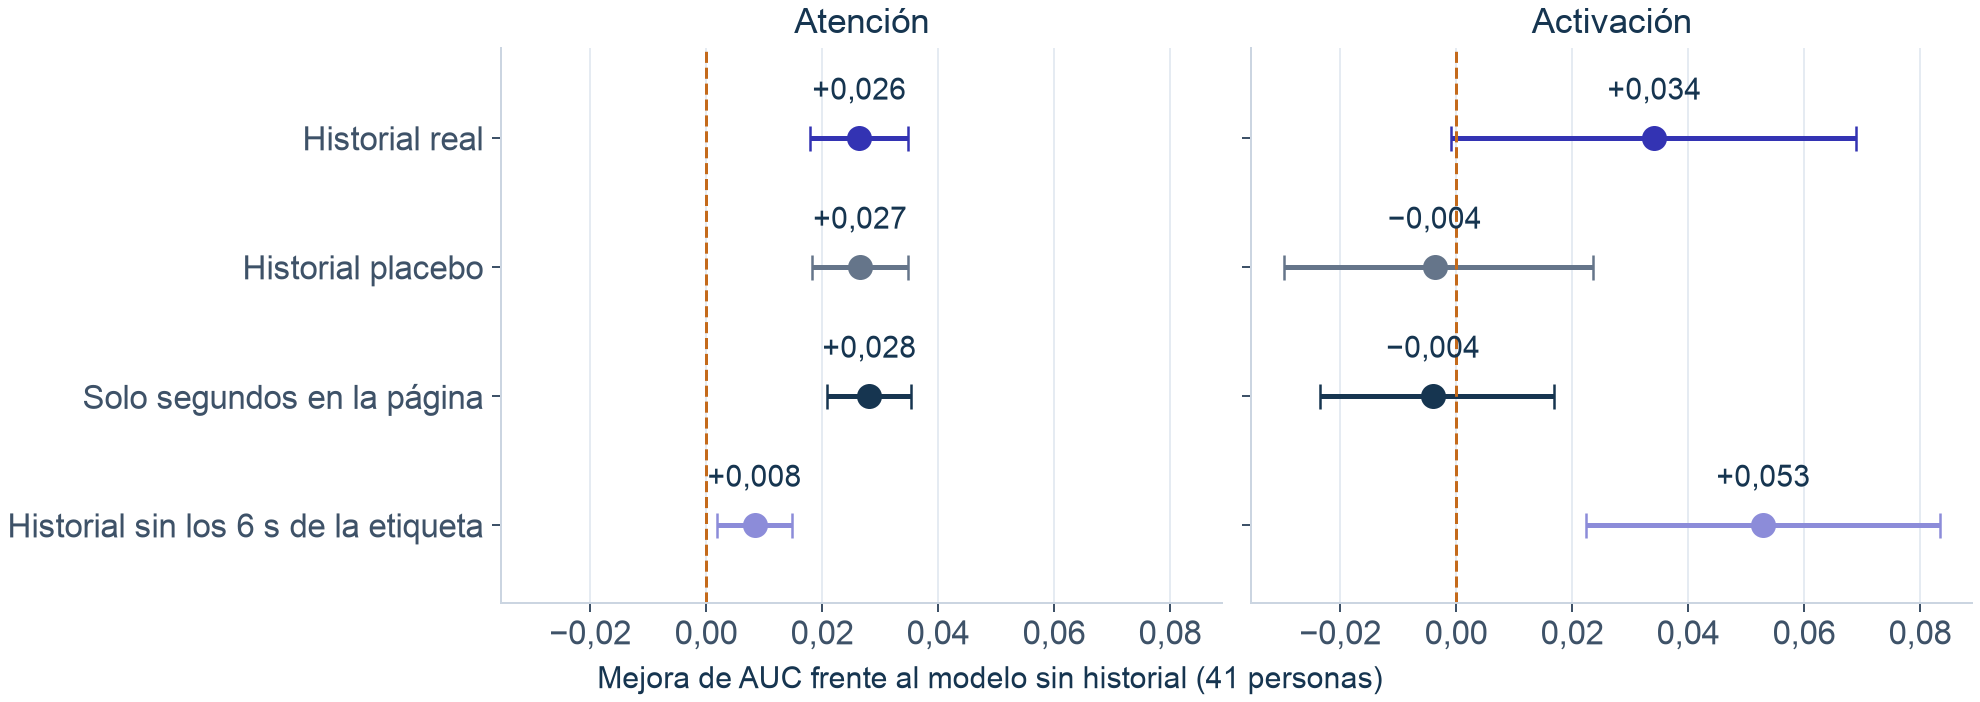 Atención
Activación
Historial real
+0,026
+0,034
Historial placebo
+0,027
−0,004
Solo segundos en la página
+0,028
−0,004
Historial sin los 6 s de la etiqueta
+0,008
+0,053
−0,02 0,00 0,02 0,04 0,06 0,08
−0,02 0,00 0,02 0,04 0,06 0,08
Mejora de AUC frente al modelo sin historial (41 personas)